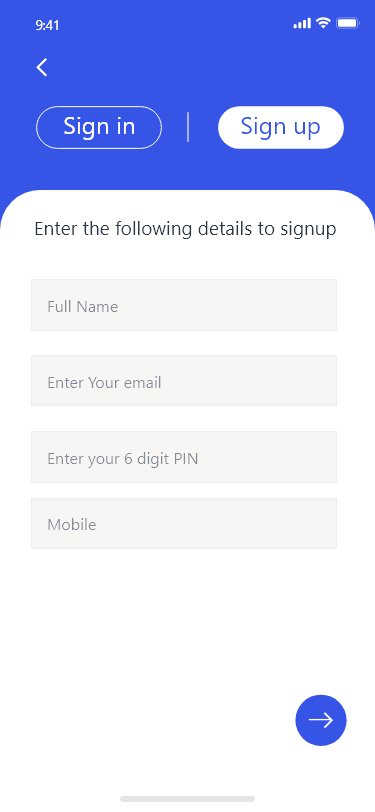 9:41
Sign in
Sign up
Enter the following details to signup
Full Name
Enter Your email
Enter your 6 digit PIN
Mobile